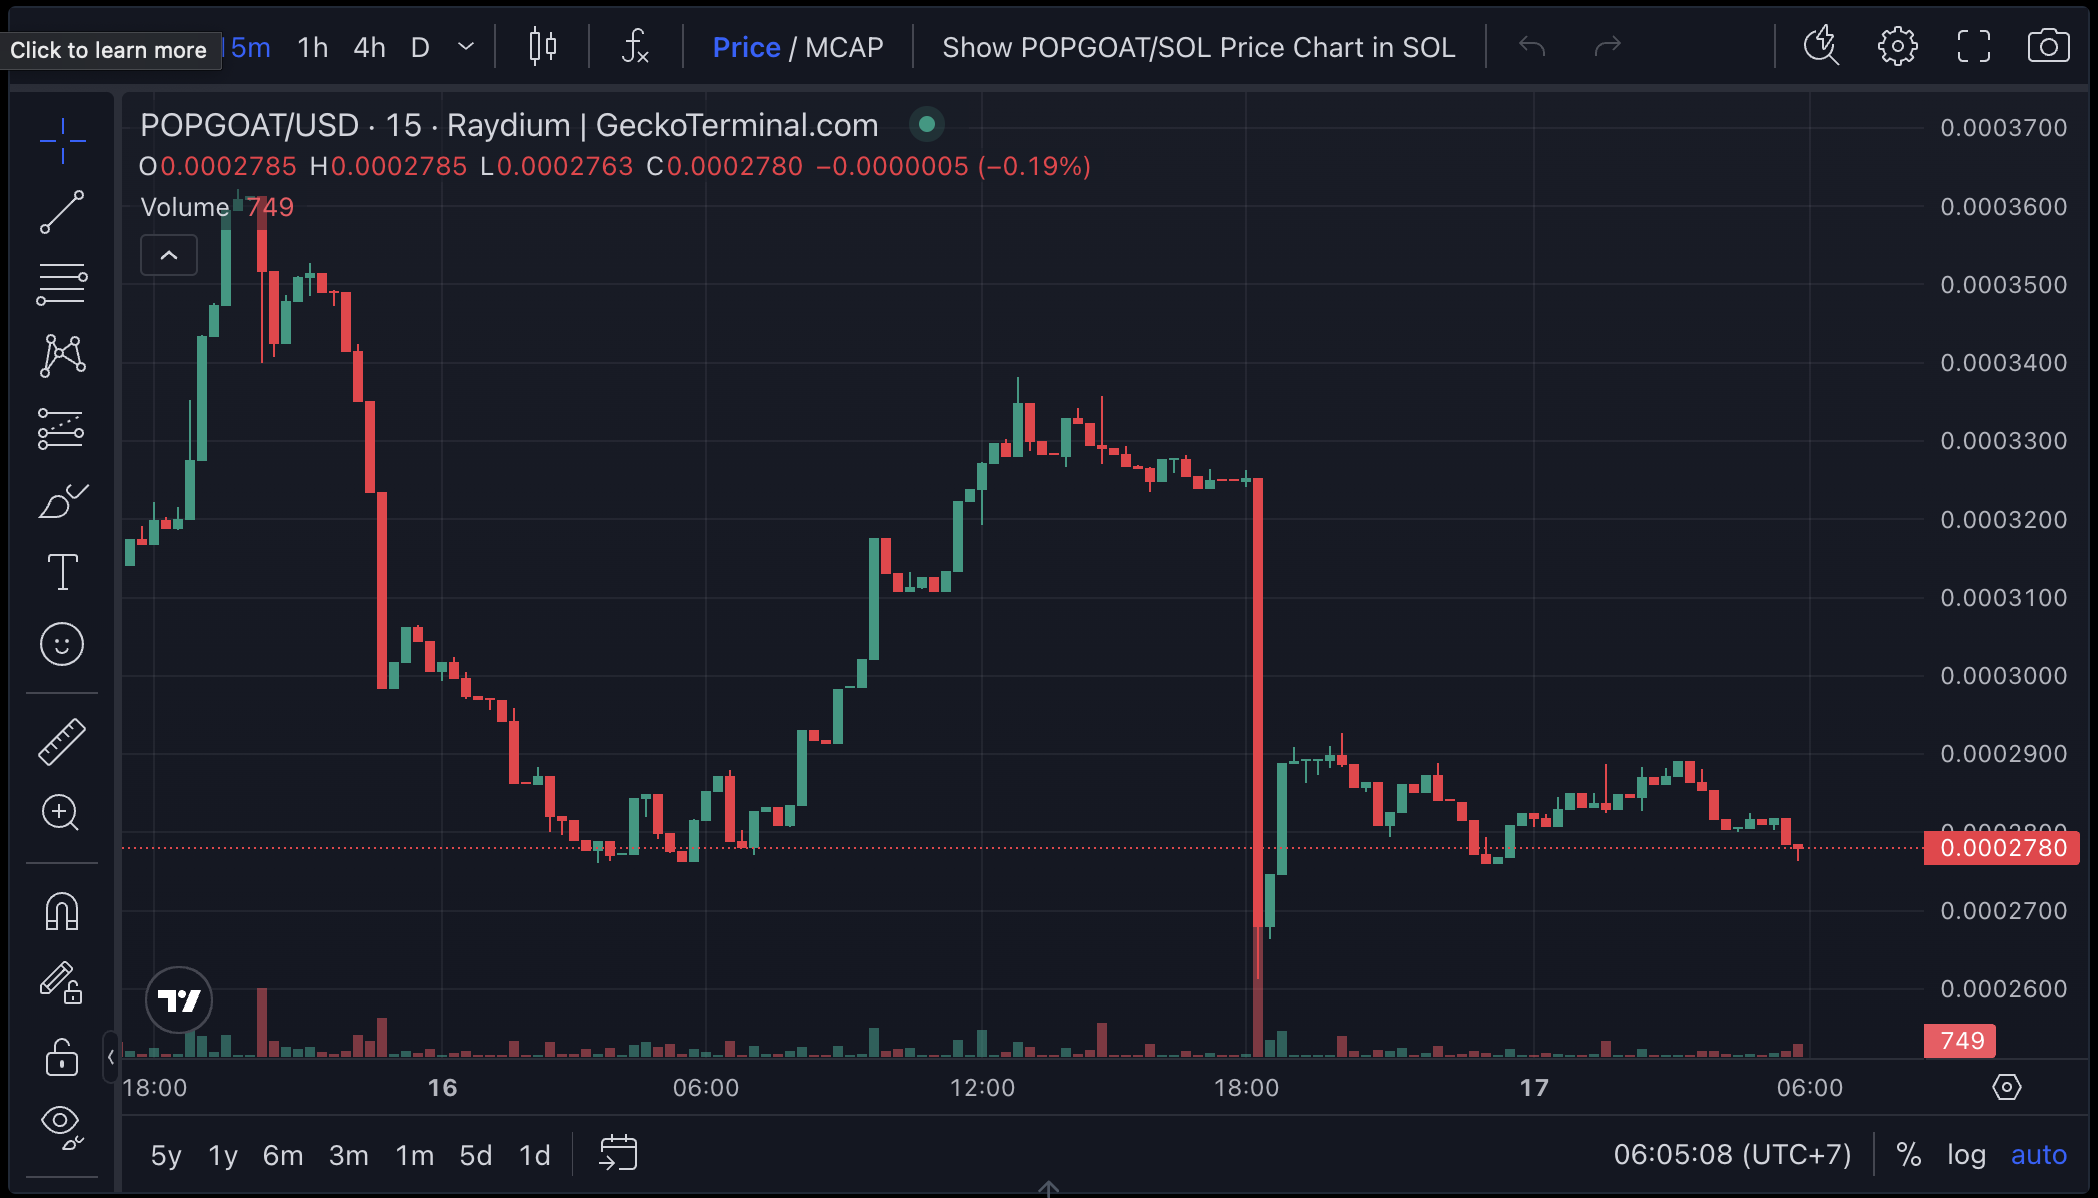 Click to learn more
5m 1h 4h D Price / MCAP Show POPGOAT/SOL Price Chart in SOL
POPGOAT/USD · 15 · Raydium | GeckoTerminal.com
O0.0002785 H0.0002785 L0.0002763 C0.0002780 −0.0000005 (−0.19%)
Volume 749
0.0003700
0.0003600
0.0003500
0.0003400
0.0003300
0.0003200
0.0003100
0.0003000
0.0002900
0.0002800
0.0002780
0.0002700
0.0002600
749
18:00 16 06:00 12:00 18:00 17 06:00
5y 1y 6m 3m 1m 5d 1d 06:05:08 (UTC+7) % log auto